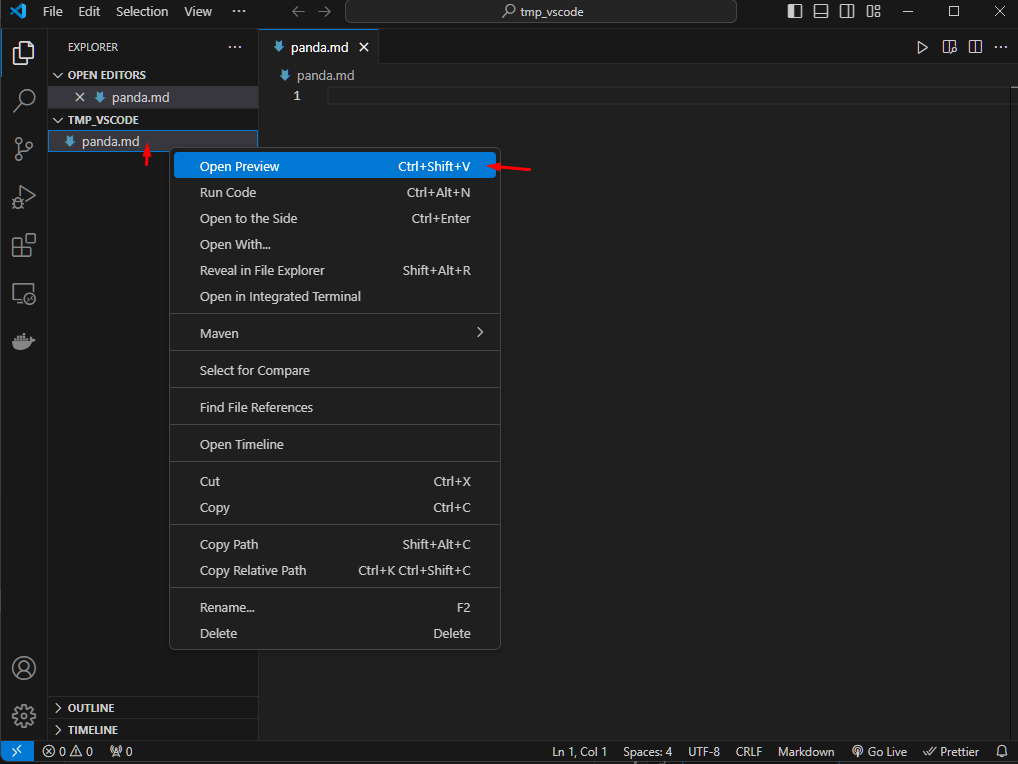 File Edit Selection View ··· tmp_vscode
EXPLORER ···
OPEN EDITORS
panda.md
TMP_VSCODE
panda.md
panda.md
panda.md
1
Open Preview Ctrl+Shift+V
Run Code Ctrl+Alt+N
Open to the Side Ctrl+Enter
Open With...
Reveal in File Explorer Shift+Alt+R
Open in Integrated Terminal
Maven
Select for Compare
Find File References
Open Timeline
Cut Ctrl+X
Copy Ctrl+C
Copy Path Shift+Alt+C
Copy Relative Path Ctrl+K Ctrl+Shift+C
Rename... F2
Delete Delete
OUTLINE
TIMELINE
0 0 0 Ln 1, Col 1 Spaces: 4 UTF-8 CRLF Markdown Go Live Prettier